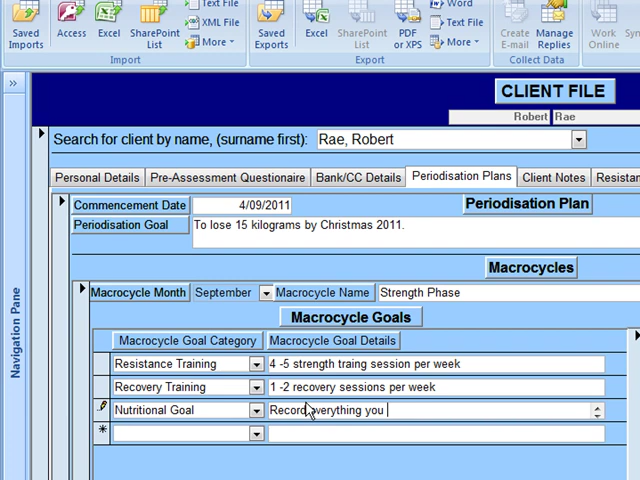 Text File
XML File
Saved Imports
Access
Excel
SharePoint List
More
Import
Word
Text File
Saved Exports
Excel
SharePoint List
PDF or XPS
More
Export
Create E-mail
Manage Replies
Collect Data
Work Online
CLIENT FILE
Robert Rae
Search for client by name, (surname first): Rae, Robert
Personal Details
Pre-Assessment Questionaire
Bank/CC Details
Periodisation Plans
Client Notes
Resistan
Commencement Date 4/09/2011 Periodisation Plan
Periodisation Goal To lose 15 kilograms by Christmas 2011.
Macrocycles
Macrocycle Month September Macrocycle Name Strength Phase
Macrocycle Goals
Macrocycle Goal Category Macrocycle Goal Details
Resistance Training 4 -5 strength traing session per week
Recovery Training 1 -2 recovery sessions per week
Nutritional Goal Record everything you
Navigation Pane